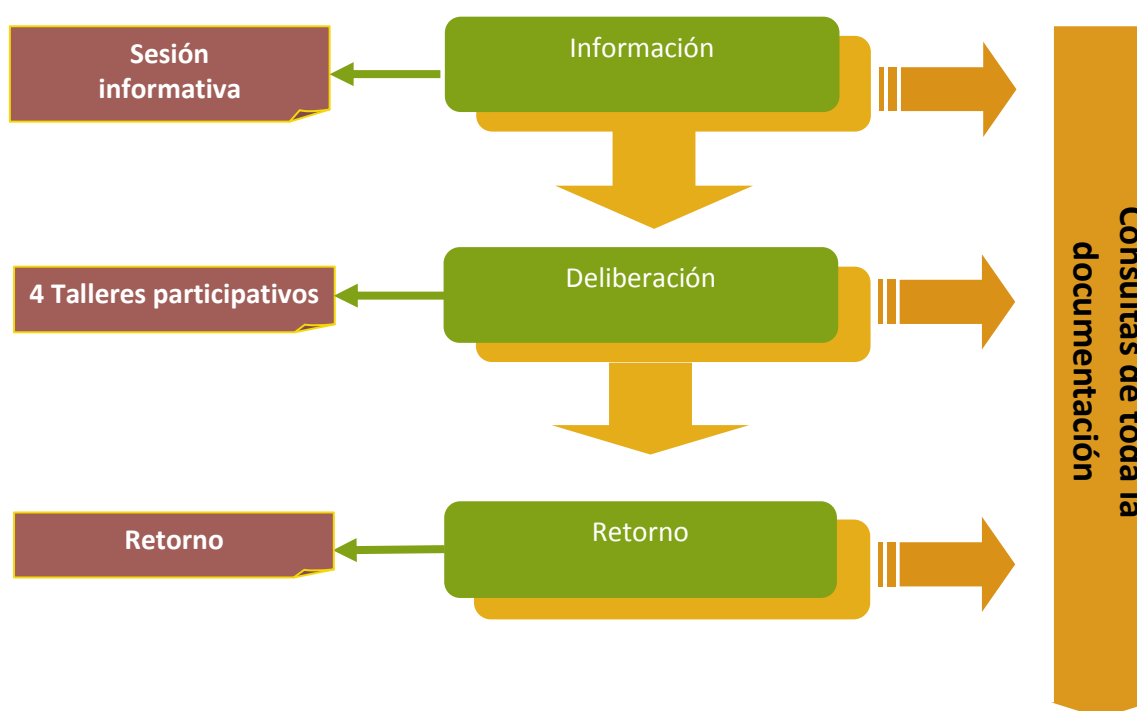 Sesión
informativa
Información
4 Talleres participativos
Deliberación
Retorno
Retorno
Consultas de toda la
documentación